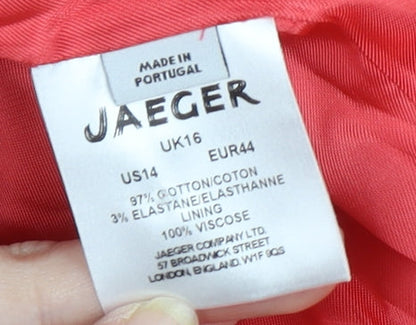 MADE IN
PORTUGAL
JAEGER
UK16
US14 EUR44
97% COTTON/COTON
3% ELASTANE/ELASTHANNE
LINING
100% VISCOSE
JAEGER COMPANY LTD.
57 BROADWICK STREET
LONDON, ENGLAND, W1F 9QS